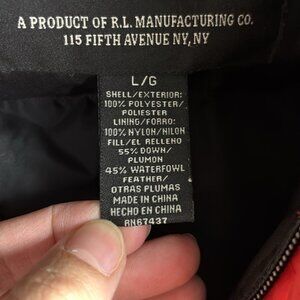 A PRODUCT OF R.L. MANUFACTURING CO.
115 FIFTH AVENUE NY, NY
L/G
SHELL/EXTERIOR:
100% POLYESTER/
POLIESTER
LINING/FORRO:
100% NYLON/NILON
FILL/EL RELLENO
55% DOWN/
PLUMON
45% WATERFOWL
FEATHER/
OTRAS PLUMAS
MADE IN CHINA
HECHO EN CHINA
RN67437